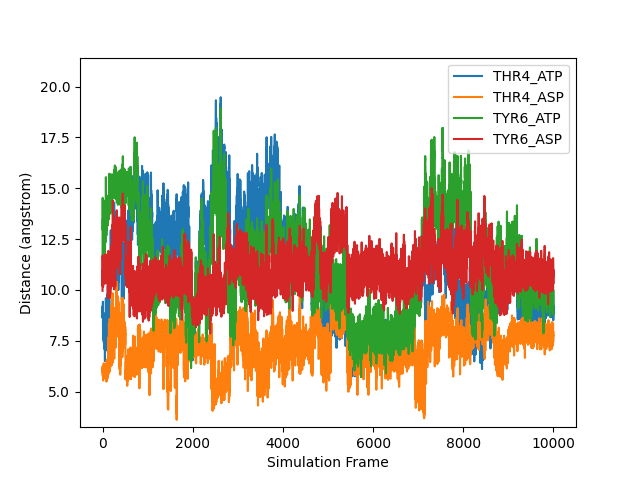 20.0
17.5
15.0
12.5
10.0
7.5
5.0
Distance (angstrom)
THR4_ATP
THR4_ASP
TYR6_ATP
TYR6_ASP
0 2000 4000 6000 8000 10000
Simulation Frame